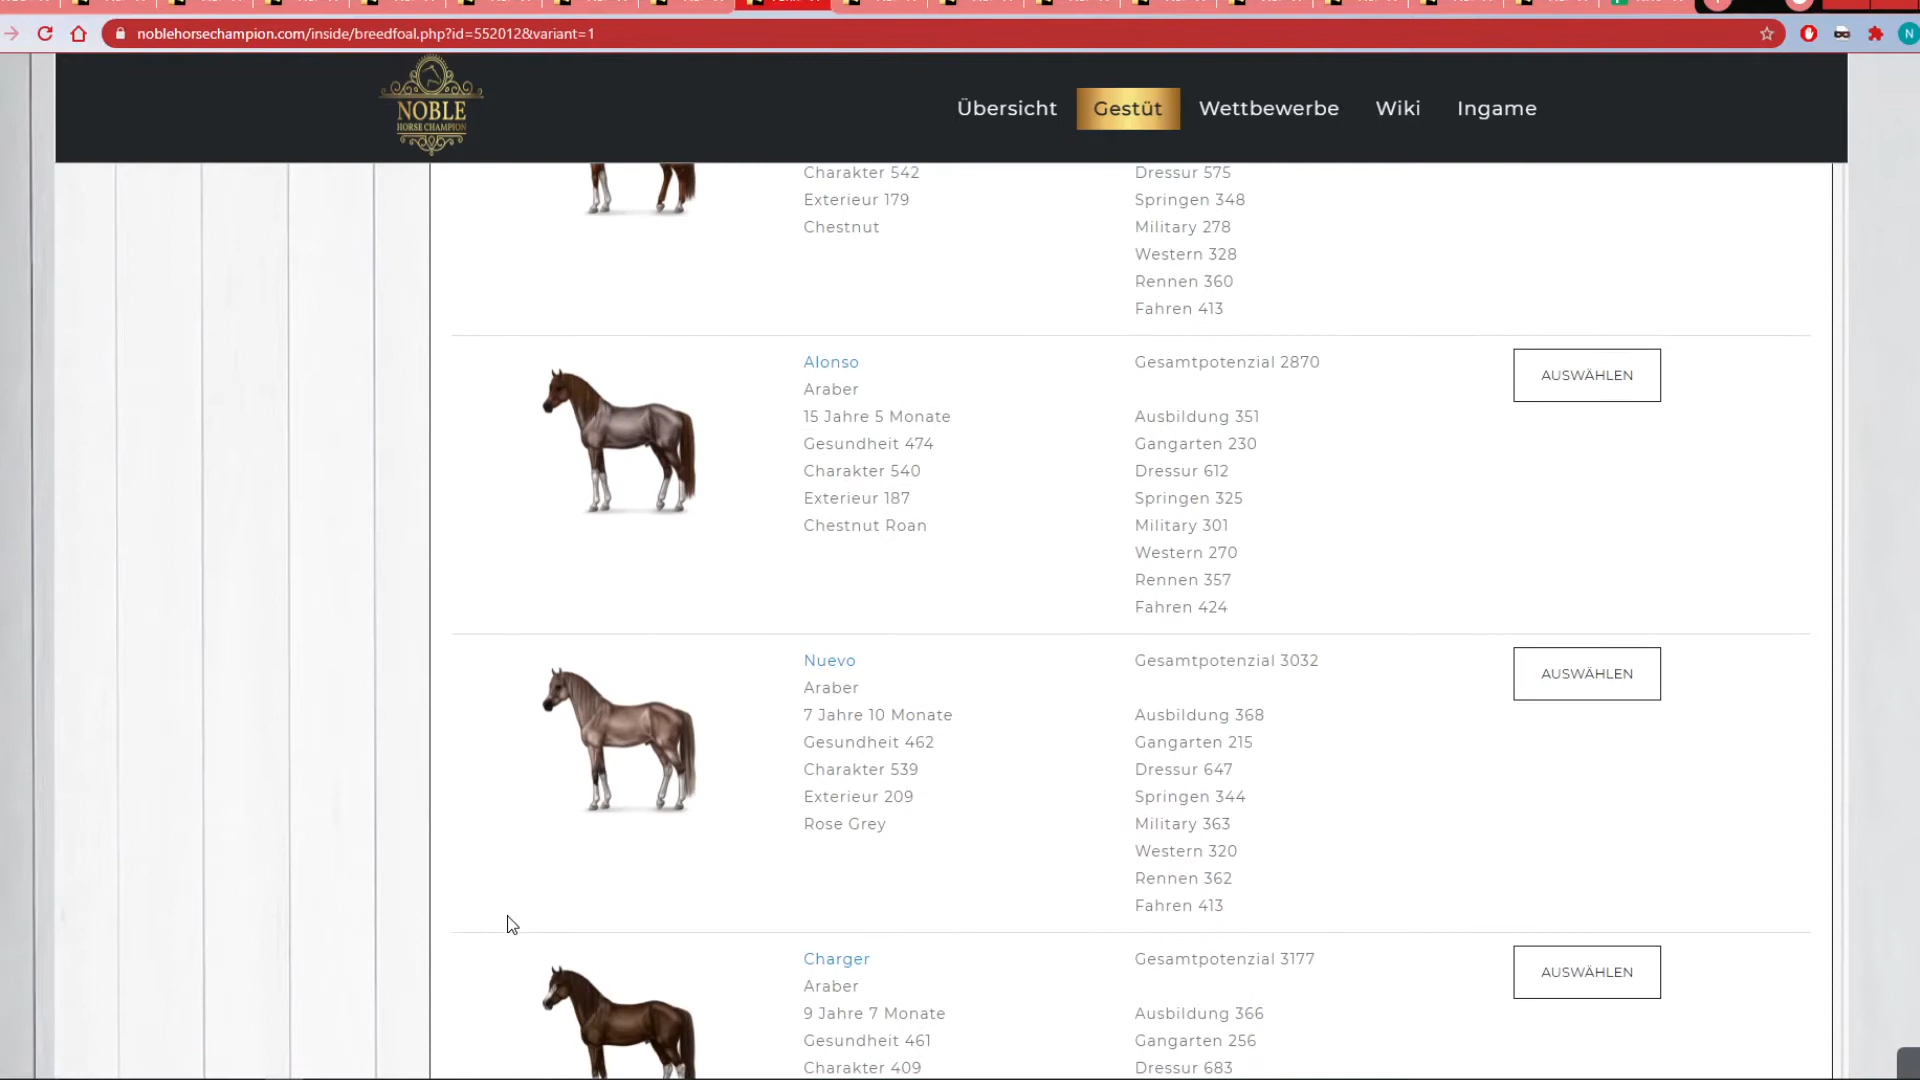 noblehorsechampion.com/inside/breedfoal.php?id=552012&variant=1
N
NOBLE
HORSE CHAMPION
Übersicht
Gestüt
Wettbewerbe
Wiki
Ingame
Charakter 542
Exterieur 179
Chestnut
Dressur 575
Springen 348
Military 278
Western 328
Rennen 360
Fahren 413
Alonso
Araber
15 Jahre 5 Monate
Gesundheit 474
Charakter 540
Exterieur 187
Chestnut Roan
Gesamtpotenzial 2870
Ausbildung 351
Gangarten 230
Dressur 612
Springen 325
Military 301
Western 270
Rennen 357
Fahren 424
AUSWÄHLEN
Nuevo
Araber
7 Jahre 10 Monate
Gesundheit 462
Charakter 539
Exterieur 209
Rose Grey
Gesamtpotenzial 3032
Ausbildung 368
Gangarten 215
Dressur 647
Springen 344
Military 363
Western 320
Rennen 362
Fahren 413
AUSWÄHLEN
Charger
Araber
9 Jahre 7 Monate
Gesundheit 461
Charakter 409
Gesamtpotenzial 3177
Ausbildung 366
Gangarten 256
Dressur 683
AUSWÄHLEN